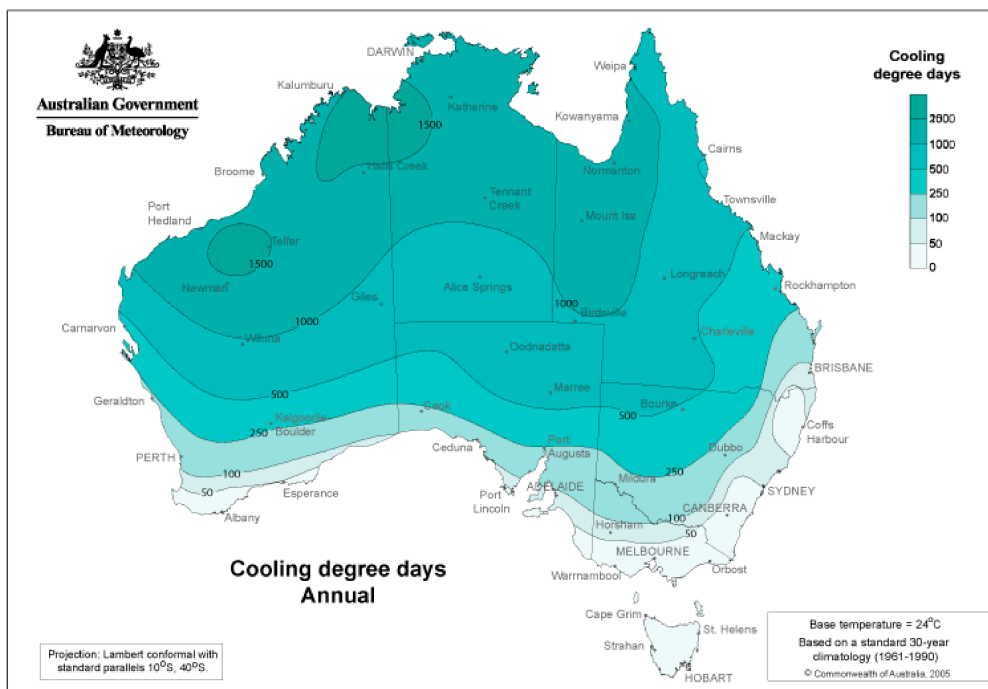 Australian Government
Bureau of Meteorology
Cooling
degree days
2000
1000
500
250
100
50
0
DARWIN
Weipa
Kalumburu
Katherine
1500
Kowanyama
Cairns
Halls Creek
Normanton
Broome
Tennant
Creek
Townsville
Port
Hedland
Mount Isa
Mackay
Telfer
1500
Longreach
Newman
Alice Springs
Rockhampton
Giles
1000
Birdsville
1000
Carnarvon
Wiluna
Charleville
Oodnadatta
BRISBANE
Marree
500
Geraldton
Bourke
500
Cook
Kalgoorlie
Boulder
250
Coffs
Harbour
Ceduna
Port
Augusta
Dubbo
PERTH
250
100
Mildura
50
Esperance
ADELAIDE
SYDNEY
Port
Lincoln
CANBERRA
Albany
100
Horsham
50
MELBOURNE
Warrnambool
Orbost
Cooling degree days
Annual
Cape Grim
St. Helens
Strahan
HOBART
Projection: Lambert conformal with
standard parallels 10°S, 40°S.
Base temperature = 24°C
Based on a standard 30-year
climatology (1961-1990)
© Commonwealth of Australia, 2005